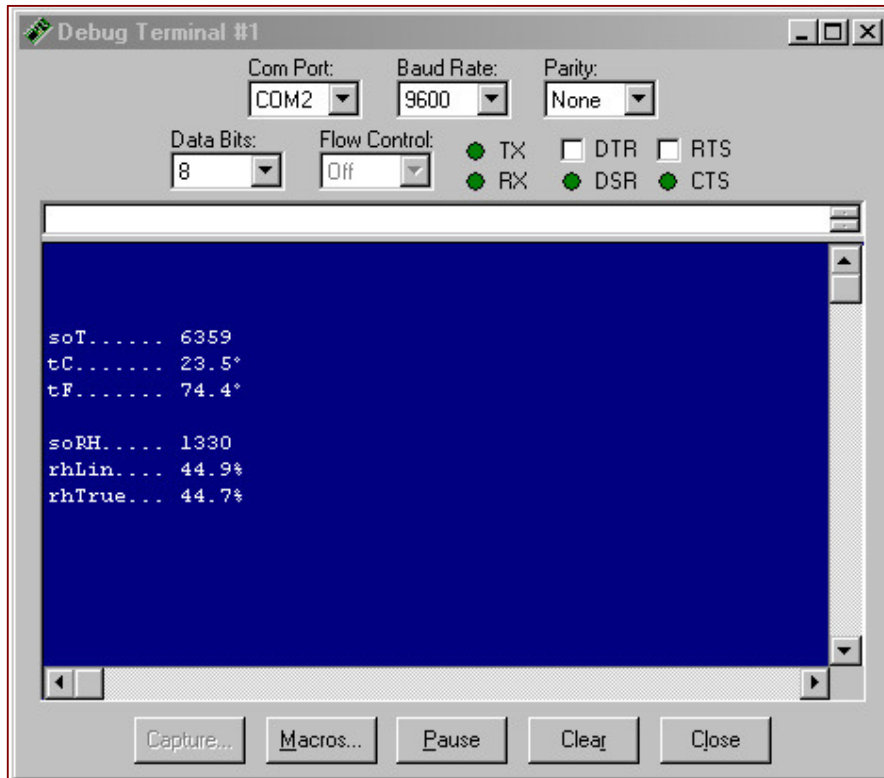 Debug Terminal #1
Com Port: Baud Rate: Parity:
COM2 9600 None
Data Bits: Flow Control: TX DTR RTS
8 Off RX DSR CTS
soT...... 6359
tC....... 23.5°
tF....... 74.4°
soRH..... 1330
rhLin.... 44.9%
rhTrue... 44.7%
Capture... Macros... Pause Clear Close